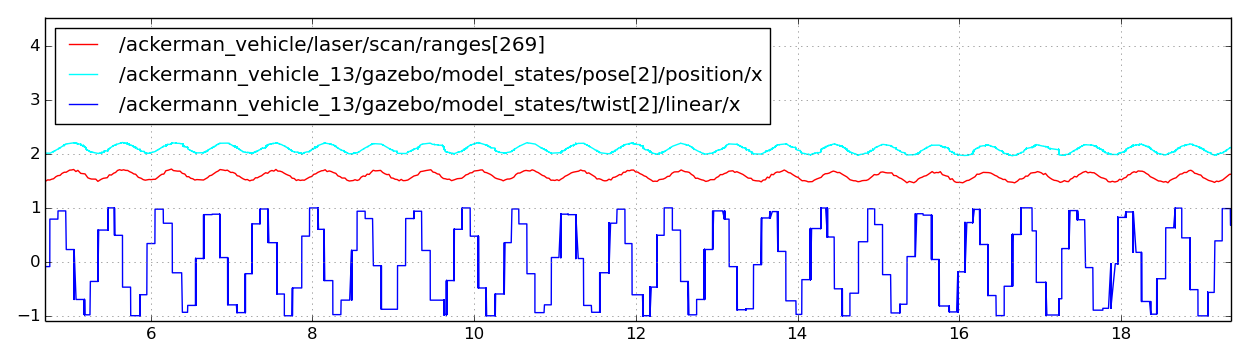 4
3
2
1
0
−1
/ackerman_vehicle/laser/scan/ranges[269]
/ackermann_vehicle_13/gazebo/model_states/pose[2]/position/x
/ackermann_vehicle_13/gazebo/model_states/twist[2]/linear/x
6 8 10 12 14 16 18